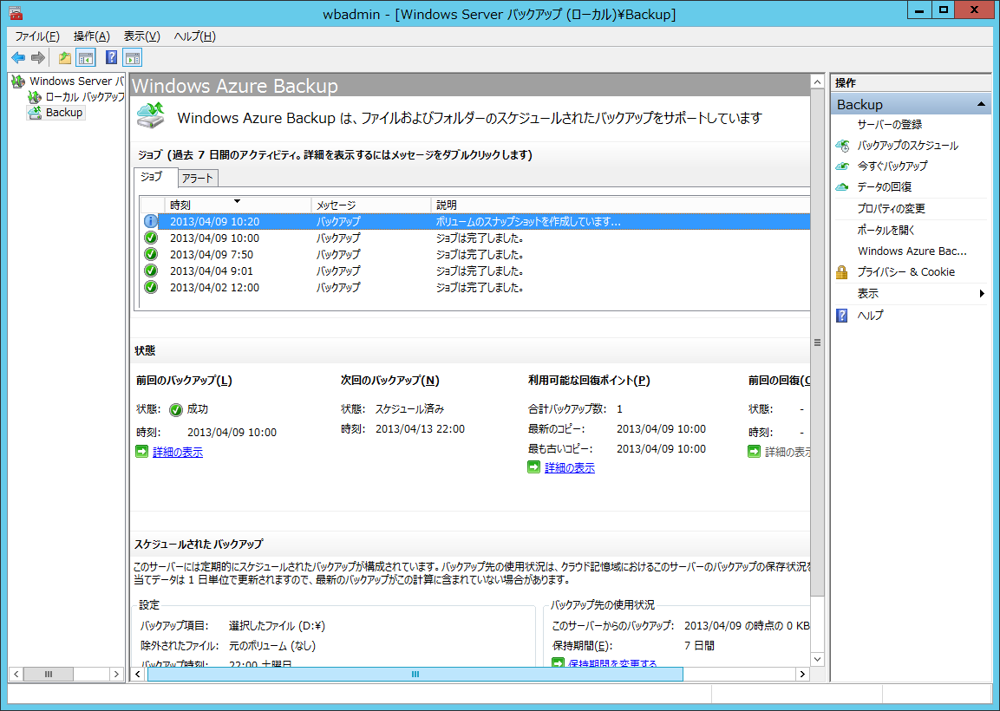 wbadmin - [Windows Server バックアップ (ローカル)¥Backup]
ファイル(F) 操作(A) 表示(V) ヘルプ(H)
Windows Server バ
ローカル バックアップ
Backup
Windows Azure Backup
Windows Azure Backup は、ファイルおよびフォルダーのスケジュールされたバックアップをサポートしています
ジョブ (過去 7 日間のアクティビティ。詳細を表示するにはメッセージをダブルクリックします)
ジョブ アラート
時刻 メッセージ 説明
2013/04/09 10:20 バックアップ ボリュームのスナップショットを作成しています...
2013/04/09 10:00 バックアップ ジョブは完了しました。
2013/04/09 7:50 バックアップ ジョブは完了しました。
2013/04/04 9:01 バックアップ ジョブは完了しました。
2013/04/02 12:00 バックアップ ジョブは完了しました。
状態
前回のバックアップ(L)
状態: 成功
時刻: 2013/04/09 10:00
詳細の表示
次回のバックアップ(N)
状態: スケジュール済み
時刻: 2013/04/13 22:00
利用可能な回復ポイント(P)
合計バックアップ数: 1
最新のコピー: 2013/04/09 10:00
最も古いコピー: 2013/04/09 10:00
詳細の表示
前回の回復(
状態: -
時刻: -
詳細の表示
スケジュールされた バックアップ
このサーバーには定期的にスケジュールされたバックアップが構成されています。バックアップ先の使用状況は、クラウド記憶域におけるこのサーバーのバックアップの保存状況を
当てデータは 1 日単位で更新されますので、最新のバックアップがこの計算に含まれていない場合があります。
設定
バックアップ項目: 選択したファイル (D:¥)
除外されたファイル: 元のボリューム (なし)
バックアップ時刻: 22:00 土曜日
バックアップ先の使用状況
このサーバーからのバックアップ: 2013/04/09 の時点の 0 KB
保持期間(E): 7 日間
保持期間を変更する
操作
Backup
サーバーの登録
バックアップのスケジュール
今すぐバックアップ
データの回復
プロパティの変更
ポータルを開く
Windows Azure Bac...
プライバシー & Cookie
表示
ヘルプ